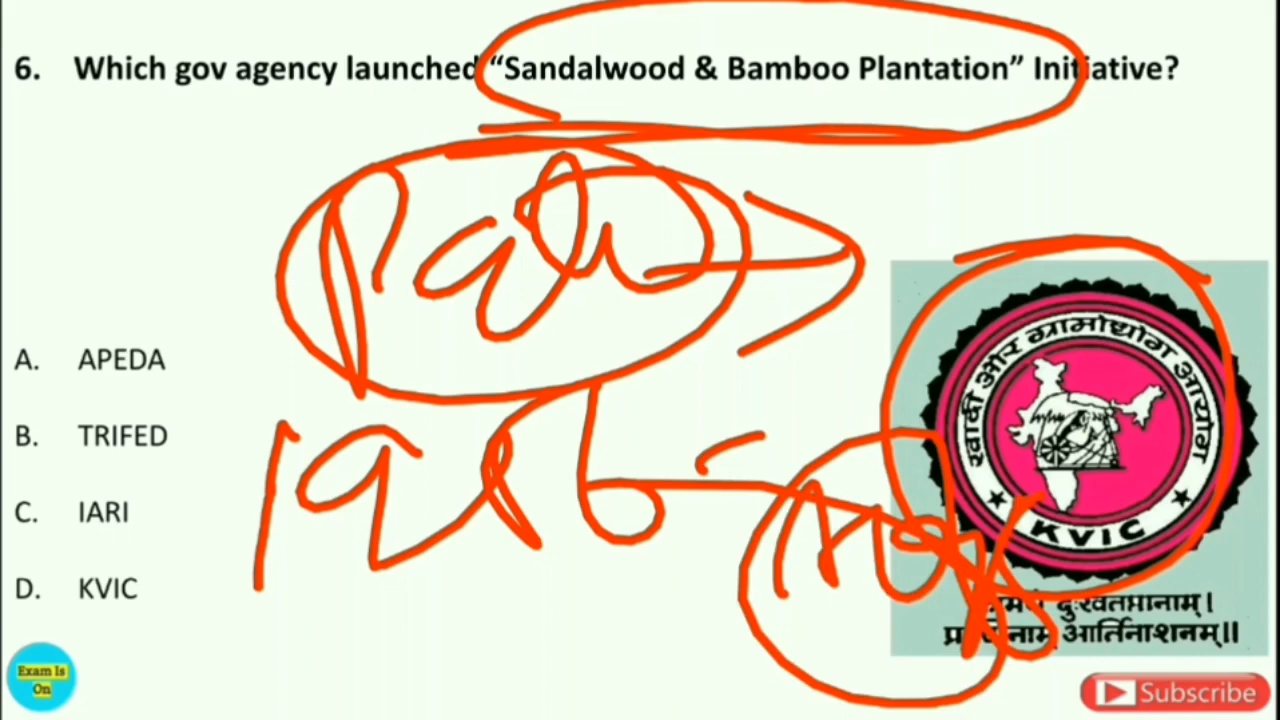 6. Which gov agency launched “Sandalwood & Bamboo Plantation” Initiative?
A. APEDA
B. TRIFED
C. IARI
D. KVIC
खादी और ग्रामोद्योग आयोग
KVIC
दुःखतप्तानाम्।
आर्तिनाशनम्॥
Exam Is
On
Subscribe